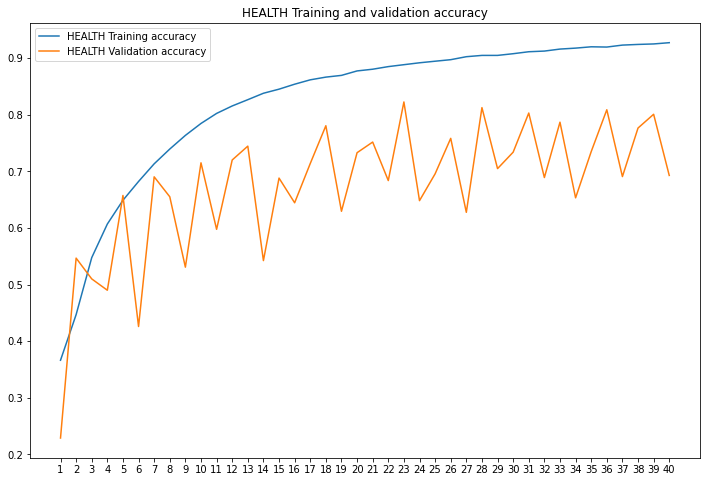 HEALTH Training and validation accuracy
HEALTH Training accuracy
HEALTH Validation accuracy
0.9
0.8
0.7
0.6
0.5
0.4
0.3
0.2
1 2 3 4 5 6 7 8 9 10 11 12 13 14 15 16 17 18 19 20 21 22 23 24 25 26 27 28 29 30 31 32 33 34 35 36 37 38 39 40